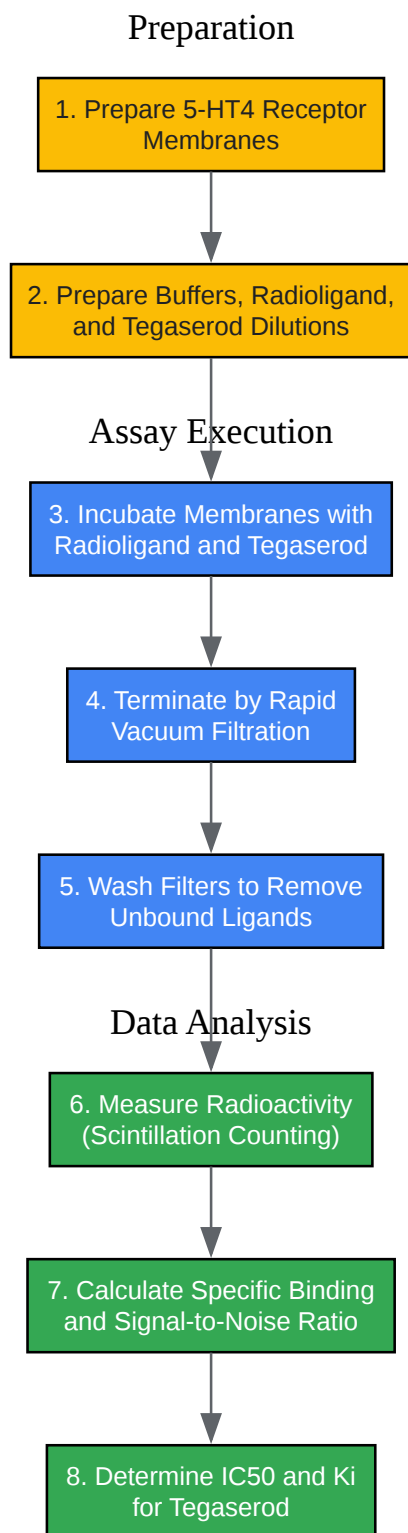 Preparation
1. Prepare 5-HT4 Receptor
Membranes
2. Prepare Buffers, Radioligand,
and Tegaserod Dilutions
Assay Execution
3. Incubate Membranes with
Radioligand and Tegaserod
4. Terminate by Rapid
Vacuum Filtration
5. Wash Filters to Remove
Unbound Ligands
Data Analysis
6. Measure Radioactivity
(Scintillation Counting)
7. Calculate Specific Binding
and Signal-to-Noise Ratio
8. Determine IC50 and Ki
for Tegaserod